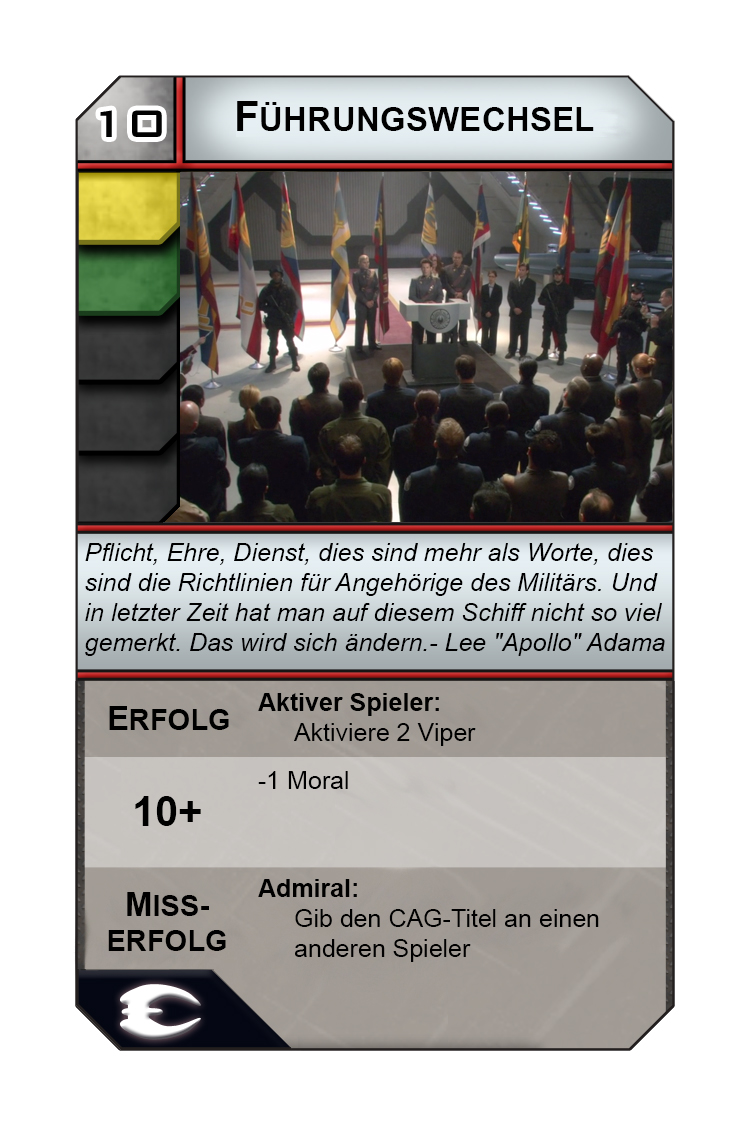 10
FÜHRUNGSWECHSEL
Pflicht, Ehre, Dienst, dies sind mehr als Worte, dies
sind die Richtlinien für Angehörige des Militärs. Und
in letzter Zeit hat man auf diesem Schiff nicht so viel
gemerkt. Das wird sich ändern.- Lee "Apollo" Adama
ERFOLG
Aktiver Spieler:
Aktiviere 2 Viper
10+
-1 Moral
MISS-
ERFOLG
Admiral:
Gib den CAG-Titel an einen
anderen Spieler